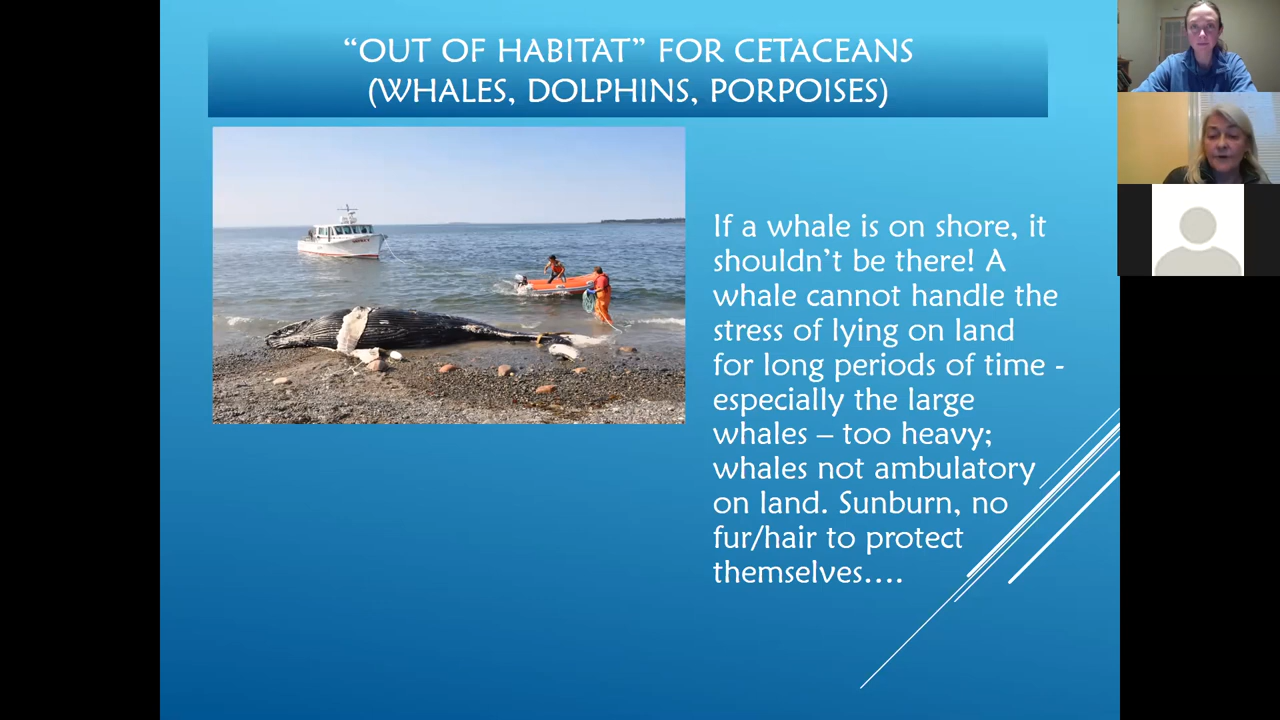 “OUT OF HABITAT” FOR CETACEANS
(WHALES, DOLPHINS, PORPOISES)
If a whale is on shore, it
shouldn’t be there! A
whale cannot handle the
stress of lying on land
for long periods of time -
especially the large
whales – too heavy;
whales not ambulatory
on land. Sunburn, no
fur/hair to protect
themselves….